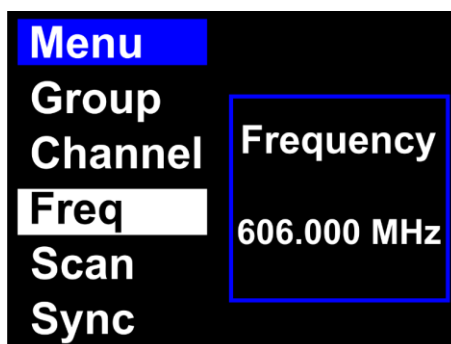 Menu
Group
Channel
Freq
Scan
Sync
Frequency
606.000 MHz